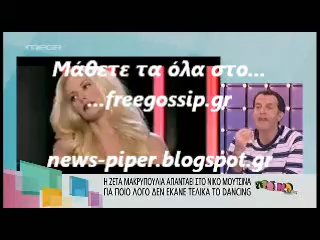 MEGA
Μάθετε τα όλα στο...
...freegossip.gr
news-piper.blogspot.gr
Η ΖΕΤΑ ΜΑΚΡΥΠΟΥΛΙΑ ΑΠΑΝΤΑΕΙ ΣΤΟ ΝΙΚΟ ΜΟΥΤΣΙΝΑ
ΓΙΑ ΠΟΙΟ ΛΟΓΟ ΔΕΝ ΕΚΑΝΕ ΤΕΛΙΚΑ ΤΟ DANCING